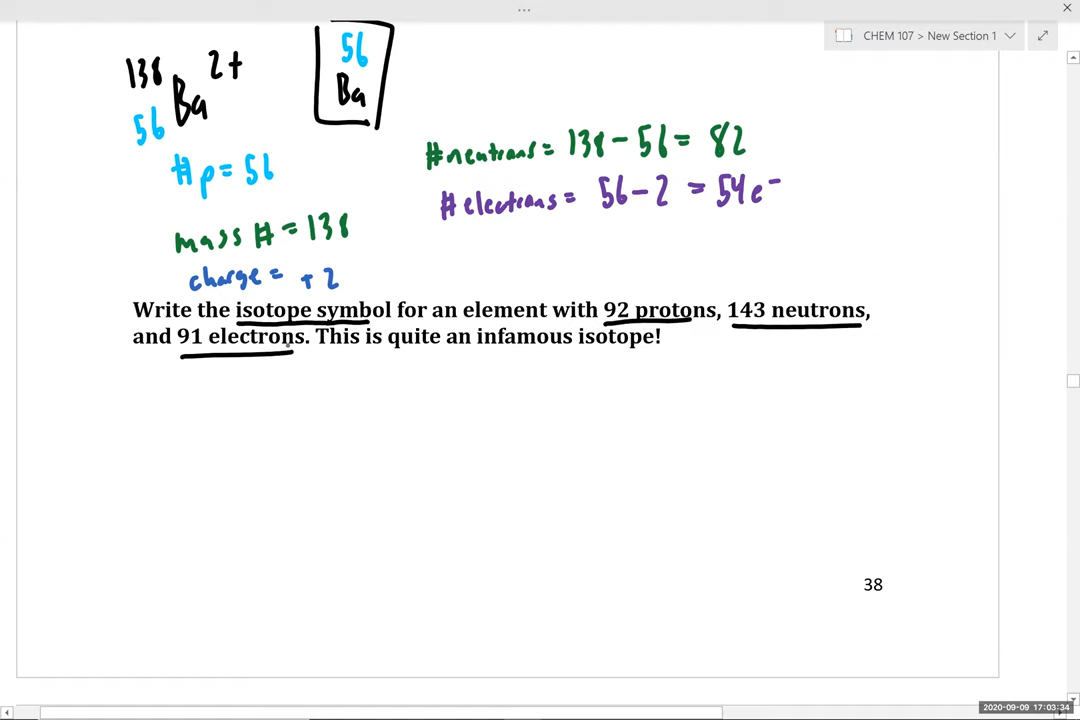 CHEM 107 > New Section 1
138 2+
56 Ba
56
Ba
# p = 56
mass # = 138
charge = +2
#neutrons = 138 - 56 = 82
#electrons = 56 - 2 = 54 e-
Write the isotope symbol for an element with 92 protons, 143 neutrons,
and 91 electrons. This is quite an infamous isotope!
38
2020-09-09 17:03:34